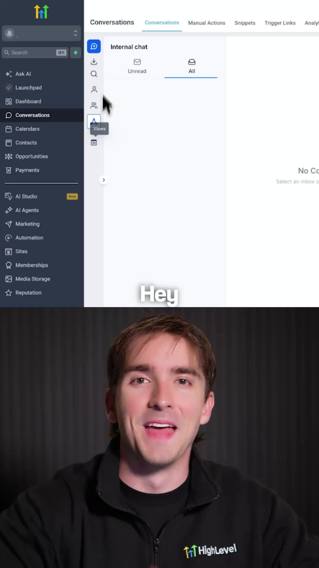 Conversations
Conversations
Manual Actions
Snippets
Trigger Links
Analy
Search
Ask AI
Launchpad
Dashboard
Conversations
Calendars
Contacts
Opportunities
Payments
AI Studio
AI Agents
Marketing
Automation
Sites
Memberships
Media Storage
Reputation
Internal chat
Unread
All
No Co
Select an inbox
Hey
HighLevel